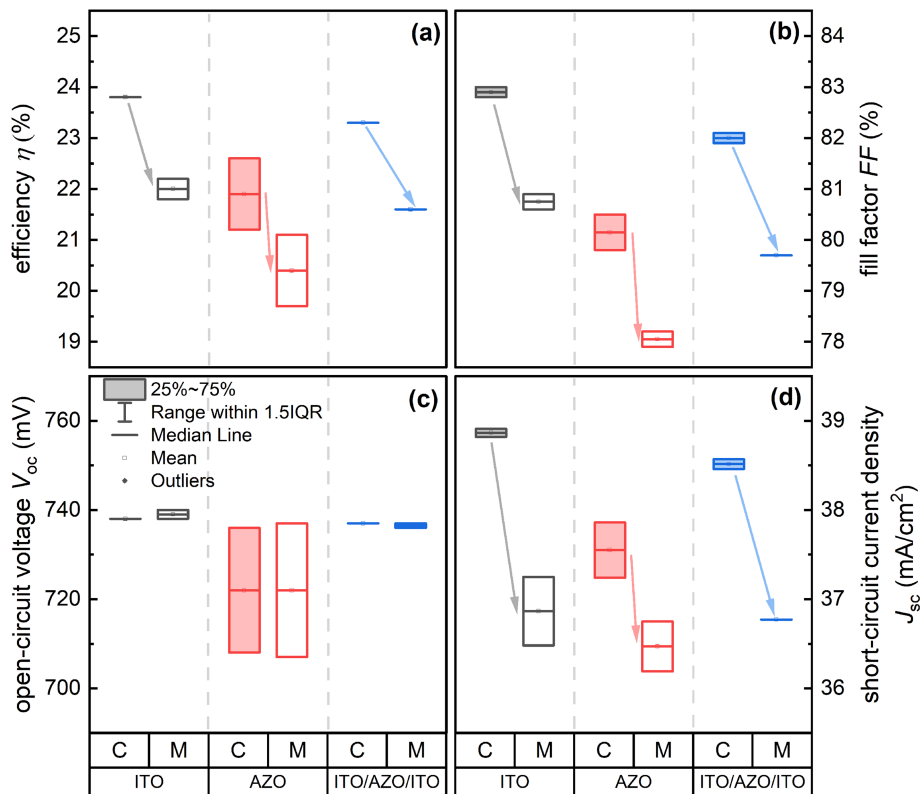 25
24
23
22
21
20
19
efficiency η (%)
(a)
(b)
84
83
82
81
80
79
78
fill factor FF (%)
760
740
720
700
open-circuit voltage Voc (mV)
25%~75%
Range within 1.5IQR
Median Line
Mean
Outliers
(c)
(d)
39
38
37
36
short-circuit current density
Jsc (mA/cm²)
C M C M C M C M C M C M
ITO AZO ITO/AZO/ITO ITO AZO ITO/AZO/ITO